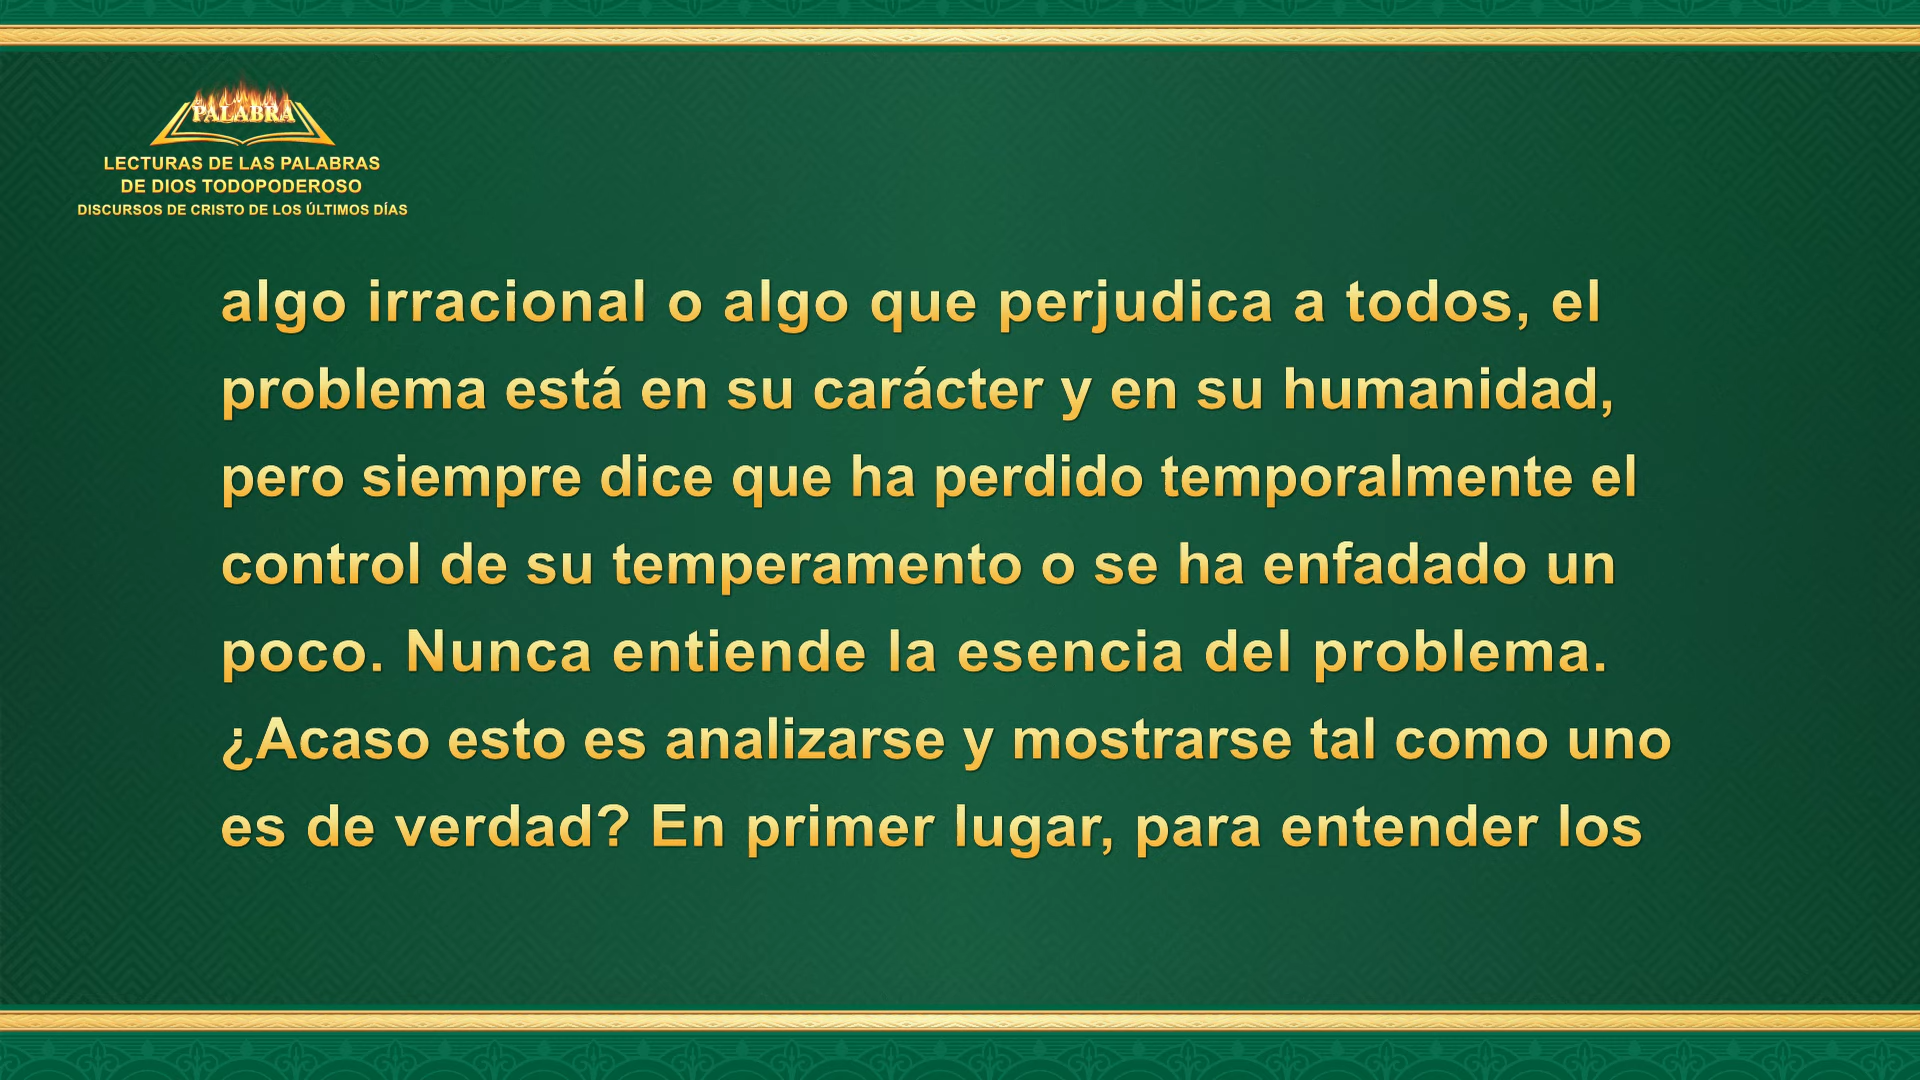 PALABRA
LECTURAS DE LAS PALABRAS
DE DIOS TODOPODEROSO
DISCURSOS DE CRISTO DE LOS ÚLTIMOS DÍAS
algo irracional o algo que perjudica a todos, el
problema está en su carácter y en su humanidad,
pero siempre dice que ha perdido temporalmente el
control de su temperamento o se ha enfadado un
poco. Nunca entiende la esencia del problema.
¿Acaso esto es analizarse y mostrarse tal como uno
es de verdad? En primer lugar, para entender los